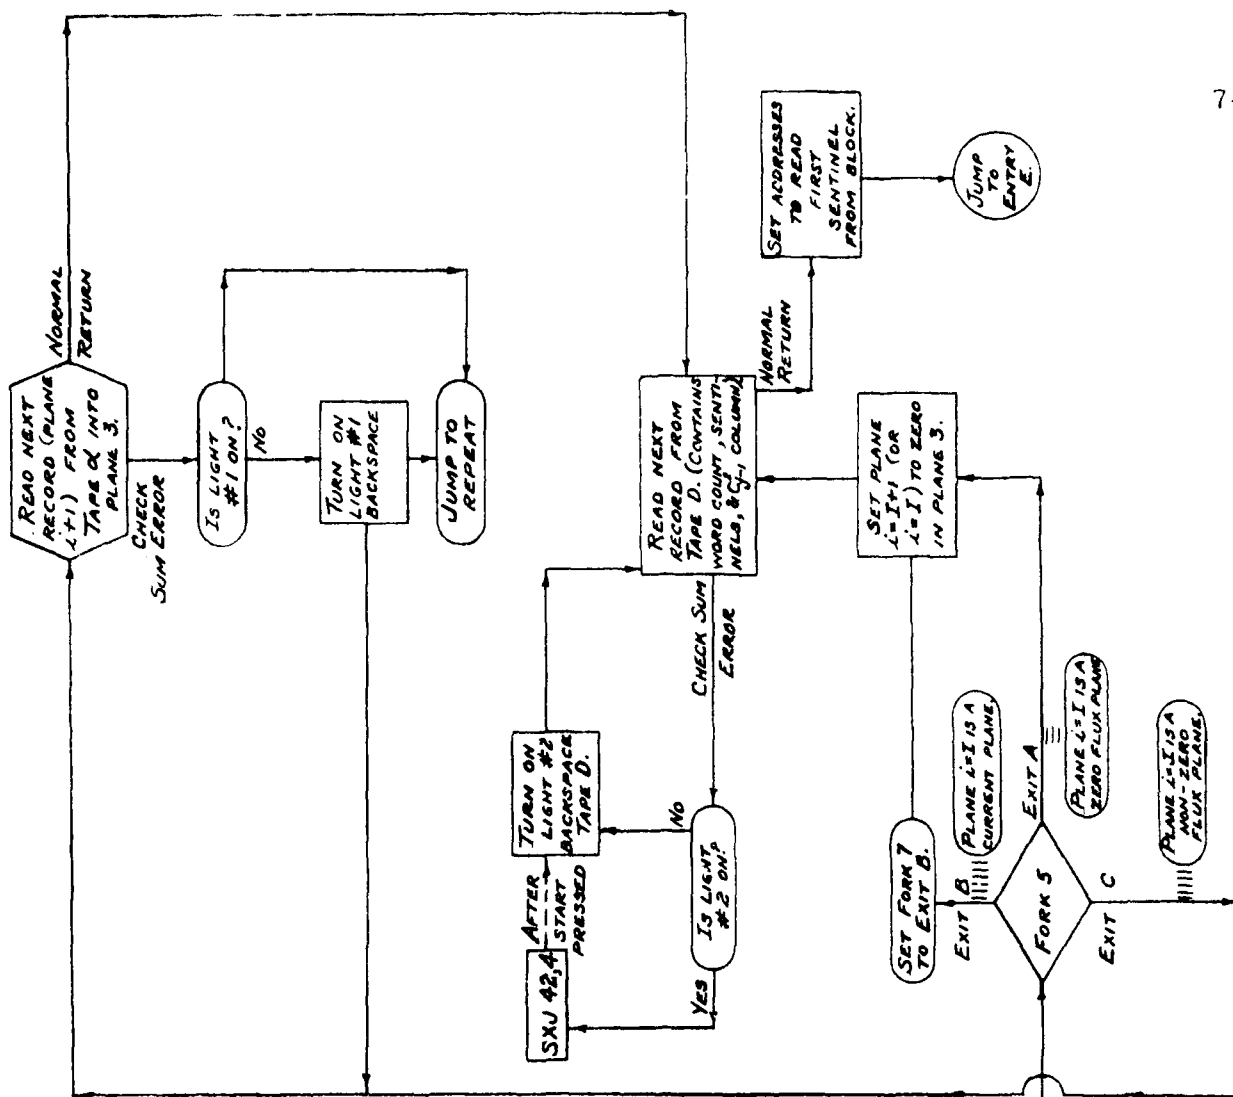 7
READ NEXT
RECORD (PLANE
i+1) FROM
TAPE α INTO
PLANE 3.
NORMAL
RETURN
CHECK
SUM ERROR
IS LIGHT
#1 ON?
NO
TURN ON
LIGHT #1
BACKSPACE
JUMP TO
REPEAT
READ NEXT
RECORD FROM
TAPE D. (CONTAINS
WORD COUNT, SENTI-
NELS, & Cj-1 COLUMN)
NORMAL
RETURN
SET ADDRESSES
TO READ
FIRST
SENTINEL
FROM BLOCK.
JUMP
TO
ENTRY
E.
CHECK SUM
ERROR
IS LIGHT
#2 ON?
NO
YES
TURN ON
LIGHT #2
BACKSPACE
TAPE D.
SXJ 42,4
AFTER
START
PRESSED
SET PLANE
i=I+1 (OR
i=I) TO ZERO
IN PLANE 3.
SET FORK 7
TO EXIT B.
EXIT B
PLANE i=I IS A
CURRENT PLANE.
FORK 5
EXIT A
PLANE i=I IS A
ZERO FLUX PLANE
EXIT C
PLANE i=I IS A
NON-ZERO
FLUX PLANE.